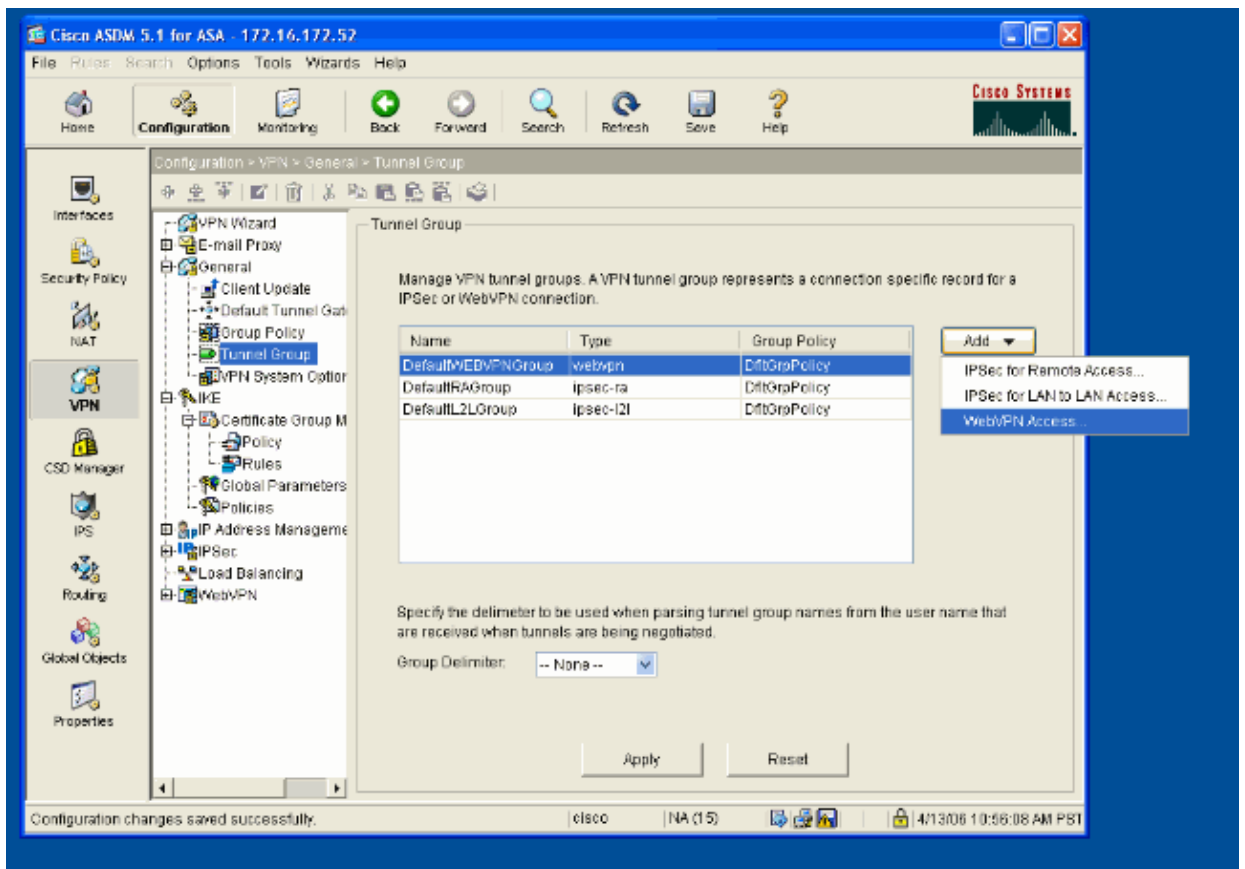 Cisco ASDM 5.1 for ASA - 172.16.172.52
File Rules Search Options Tools Wizards Help
Home
Configuration
Monitoring
Back
Forward
Search
Refresh
Save
Help
CISCO SYSTEMS
Configuration > VPN > General > Tunnel Group
Interfaces
Security Policy
NAT
VPN
CSD Manager
IPS
Routing
Global Objects
Properties
VPN Wizard
E-mail Proxy
General
Client Update
Default Tunnel Gat
Group Policy
Tunnel Group
VPN System Option
IKE
Certificate Group M
Policy
Rules
Global Parameters
Policies
IP Address Manageme
IPSec
Load Balancing
WebVPN
Tunnel Group
Manage VPN tunnel groups. A VPN tunnel group represents a connection specific record for a
IPSec or WebVPN connection.
Name Type Group Policy
DefaultWEBVPNGroup webvpn DfltGrpPolicy
DefaultRAGroup ipsec-ra DfltGrpPolicy
DefaultL2LGroup ipsec-l2l DfltGrpPolicy
Add
IPSec for Remote Access...
IPSec for LAN to LAN Access...
WebVPN Access...
Specify the delimeter to be used when parsing tunnel group names from the user name that
are received when tunnels are being negotiated.
Group Delimiter: -- None --
Apply
Reset
Configuration changes saved successfully. cisco NA (15) 4/13/06 10:56:08 AM PST